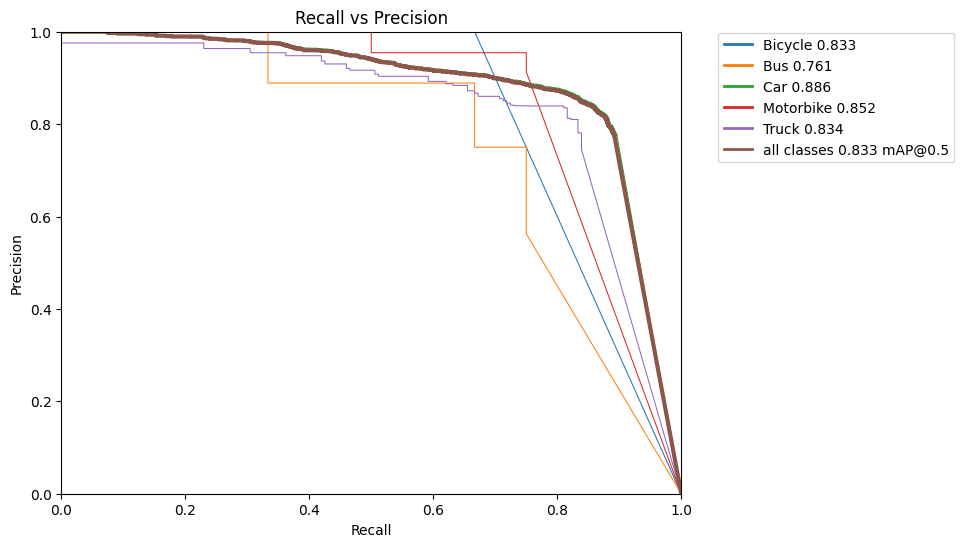 Recall vs Precision
1.0
0.8
0.6
0.4
0.2
0.0
Precision
0.0 0.2 0.4 0.6 0.8 1.0
Recall
Bicycle 0.833
Bus 0.761
Car 0.886
Motorbike 0.852
Truck 0.834
all classes 0.833 mAP@0.5